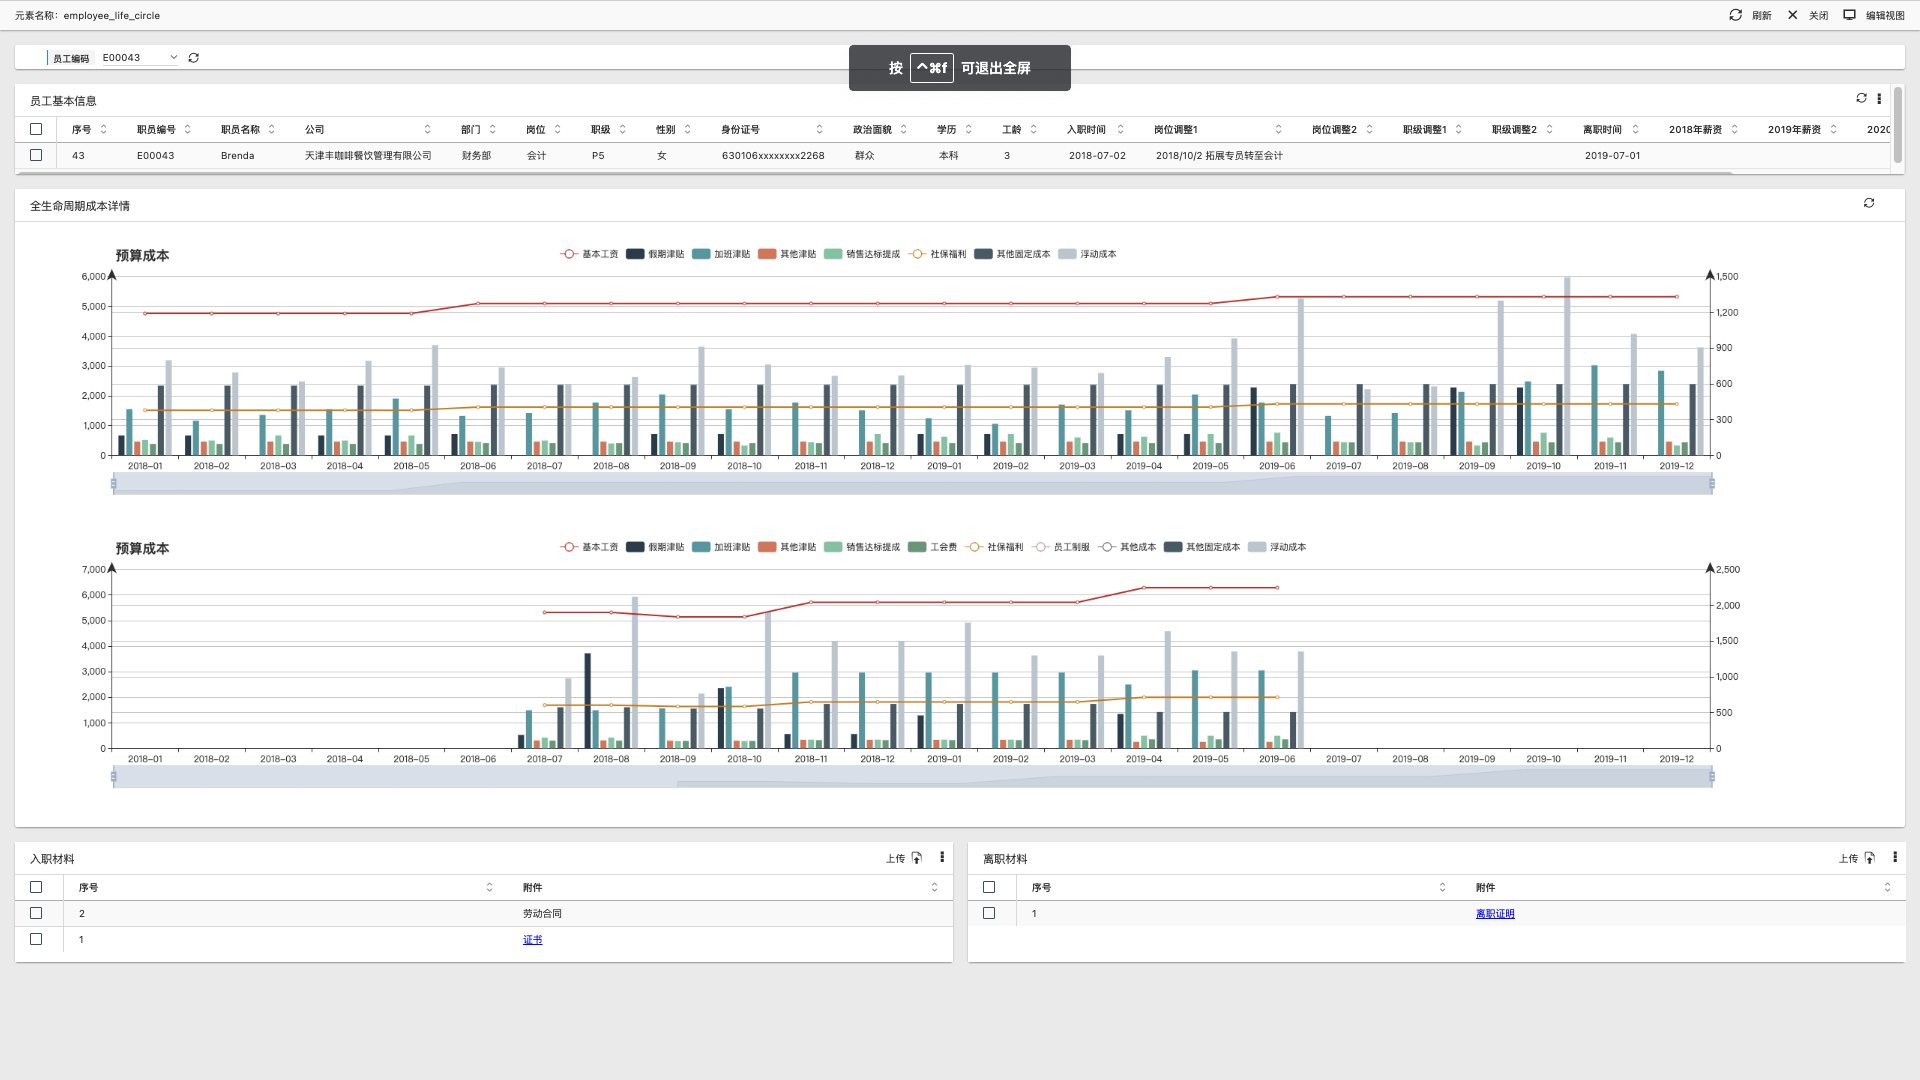 元素名称: employee_life_circle
刷新 关闭 编辑视图
员工编码 E00043
按 ^⌘f 可退出全屏
员工基本信息
序号 职员编号 职员名称 公司 部门 岗位 职级 性别 身份证号 政治面貌 学历 工龄 入职时间 岗位调整1 岗位调整2 职级调整1 职级调整2 离职时间 2018年薪资 2019年薪资 2020
43 E00043 Brenda 天津丰咖啡餐饮管理有限公司 财务部 会计 P5 女 630106xxxxxxxx2268 群众 本科 3 2018-07-02 2018/10/2 拓展专员转至会计 2019-07-01
全生命周期成本详情
预算成本
基本工资 假期津贴 加班津贴 其他津贴 销售达标提成 社保福利 其他固定成本 浮动成本
6,000 1,500
5,000 1,200
4,000 900
3,000
2,000 600
1,000 300
0 0
2018-01 2018-02 2018-03 2018-04 2018-05 2018-06 2018-07 2018-08 2018-09 2018-10 2018-11 2018-12 2019-01 2019-02 2019-03 2019-04 2019-05 2019-06 2019-07 2019-08 2019-09 2019-10 2019-11 2019-12
预算成本
基本工资 假期津贴 加班津贴 其他津贴 销售达标提成 工会费 社保福利 员工制服 其他成本 其他固定成本 浮动成本
7,000 2,500
6,000 2,000
5,000
4,000 1,500
3,000 1,000
2,000
1,000 500
0 0
2018-01 2018-02 2018-03 2018-04 2018-05 2018-06 2018-07 2018-08 2018-09 2018-10 2018-11 2018-12 2019-01 2019-02 2019-03 2019-04 2019-05 2019-06 2019-07 2019-08 2019-09 2019-10 2019-11 2019-12
入职材料 上传
序号 附件
2 劳动合同
1 证书
离职材料 上传
序号 附件
1 离职证明